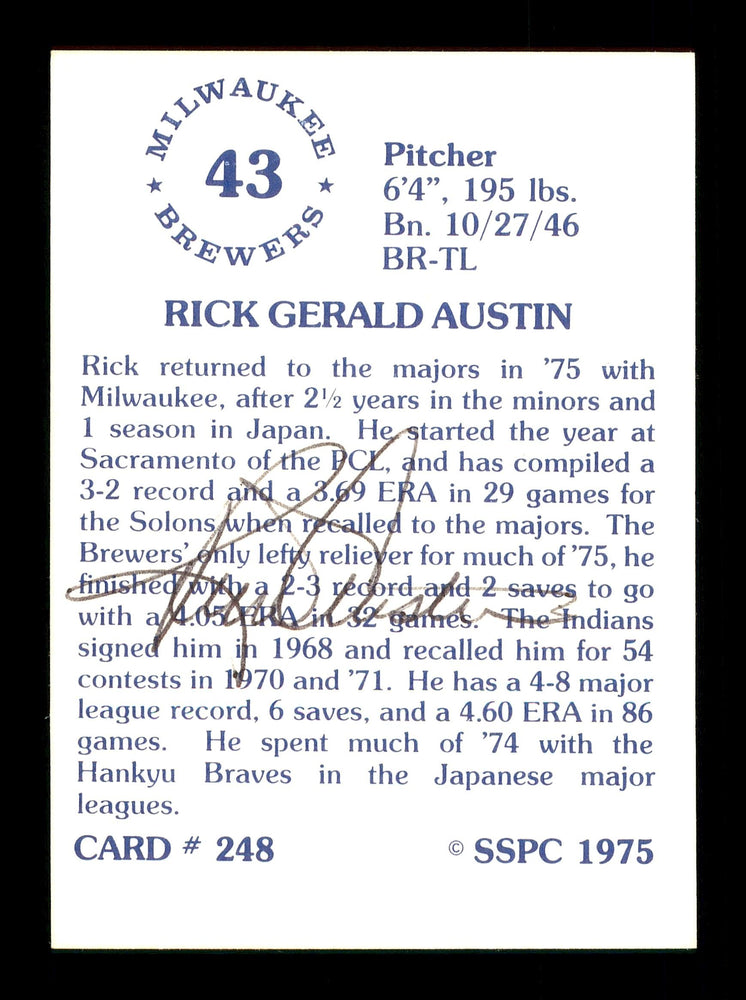 MILWAUKEE
43
★ ★
BREWERS
Pitcher
6'4", 195 lbs.
Bn. 10/27/46
BR-TL
RICK GERALD AUSTIN
Rick returned to the majors in '75 with
Milwaukee, after 2½ years in the minors and
1 season in Japan. He started the year at
Sacramento of the PCL, and has compiled a
3-2 record and a 3.69 ERA in 29 games for
the Solons when recalled to the majors. The
Brewers' only lefty reliever for much of '75, he
finished with a 2-3 record and 2 saves to go
with a 4.05 ERA in 32 games. The Indians
signed him in 1968 and recalled him for 54
contests in 1970 and '71. He has a 4-8 major
league record, 6 saves, and a 4.60 ERA in 86
games. He spent much of '74 with the
Hankyu Braves in the Japanese major
leagues.
CARD # 248 © SSPC 1975
Rick Austin